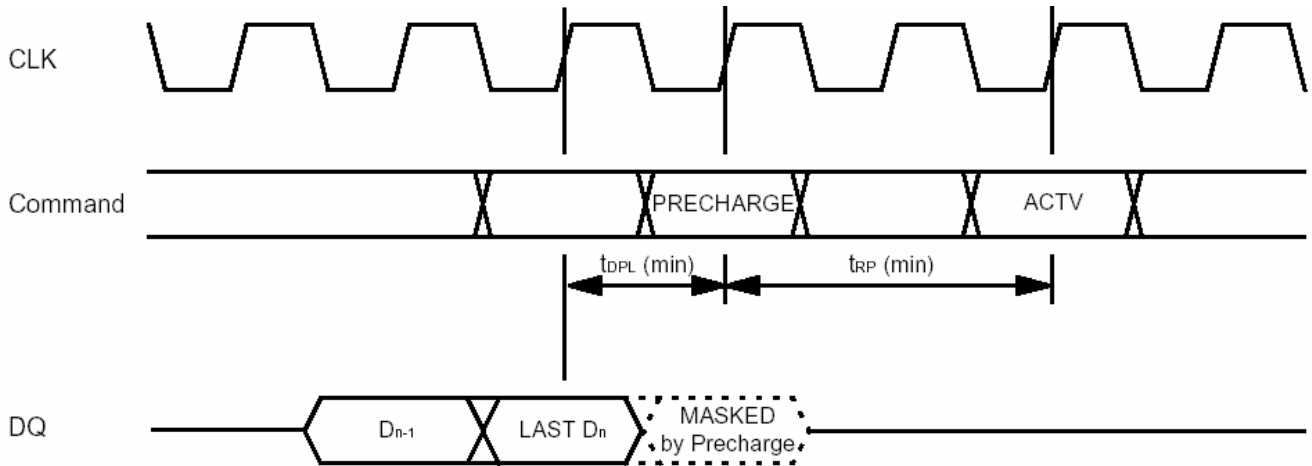 CLK
Command
PRECHARGE
ACTV
tDPL (min)
tRP (min)
DQ
Dn-1
LAST Dn
MASKED
by Precharge